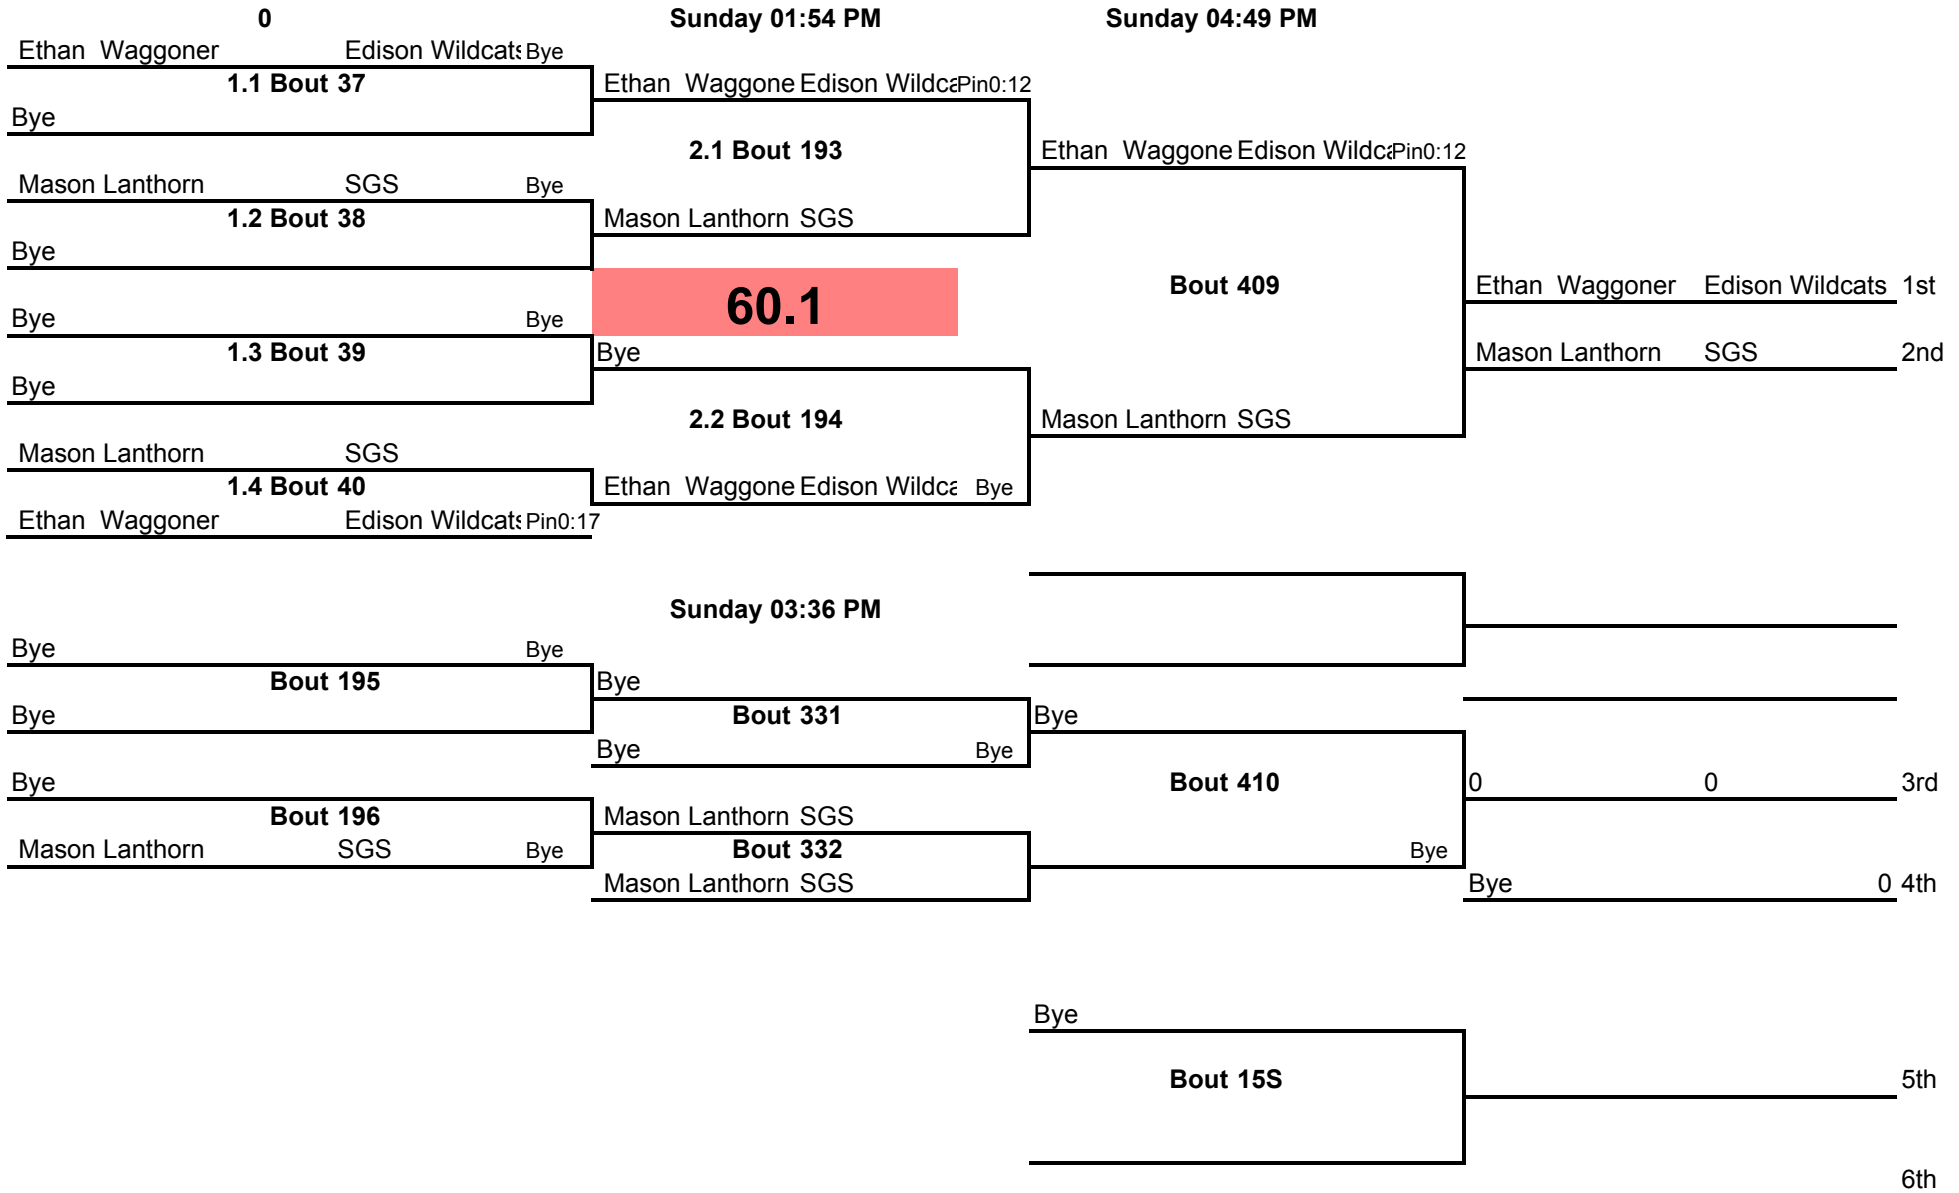 0 Sunday 01:54 PM Sunday 04:49 PM
Ethan Waggoner Edison Wildcats Bye
1.1 Bout 37 Ethan Waggone Edison Wildca Pin0:12
Bye
2.1 Bout 193 Ethan Waggone Edison Wildca Pin0:12
Mason Lanthorn SGS Bye
1.2 Bout 38 Mason Lanthorn SGS
Bye
60.1 Bout 409 Ethan Waggoner Edison Wildcats 1st
Bye Bye
1.3 Bout 39 Bye Mason Lanthorn SGS 2nd
Bye
2.2 Bout 194 Mason Lanthorn SGS
Mason Lanthorn SGS
1.4 Bout 40 Ethan Waggone Edison Wildca Bye
Ethan Waggoner Edison Wildcats Pin0:17
Sunday 03:36 PM
Bye Bye
Bout 195 Bye
Bye Bout 331 Bye
Bye Bye
Bye Bout 410 0 0 3rd
Bout 196 Mason Lanthorn SGS
Mason Lanthorn SGS Bye Bout 332 Bye
Mason Lanthorn SGS Bye 0 4th
Bye
Bout 15S 5th
6th